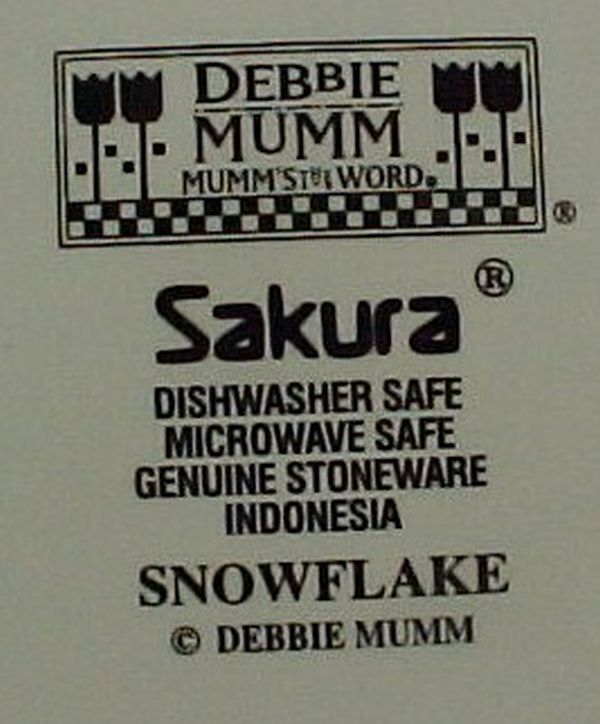 DEBBIE
MUMM
MUMM'S THE WORD®
®
Sakura®
DISHWASHER SAFE
MICROWAVE SAFE
GENUINE STONEWARE
INDONESIA
SNOWFLAKE
© DEBBIE MUMM